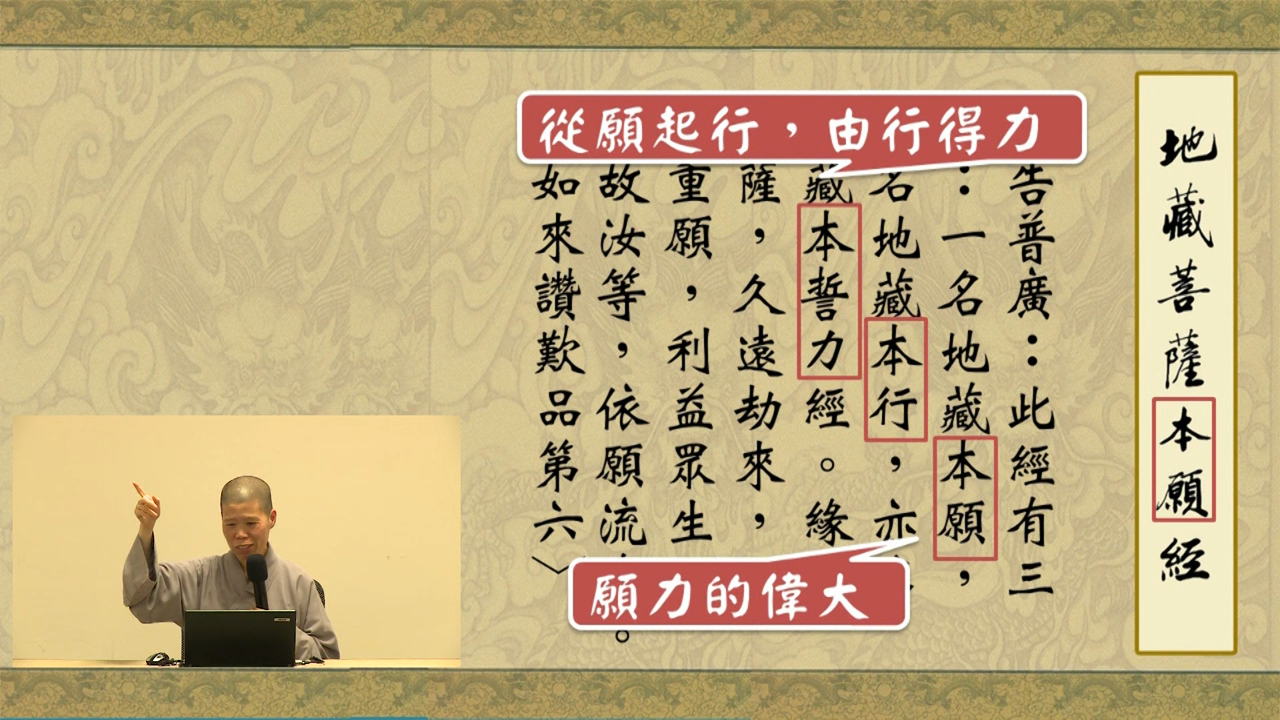 地藏菩薩本願經
從願起行，由行得力
告普廣：此經有三
：一名地藏本願，
名地藏本行，亦
藏本誓力經。緣
薩，久遠劫來，
重願，利益眾生
故汝等，依願流
。
如來讚歎品第六〉
願力的偉大